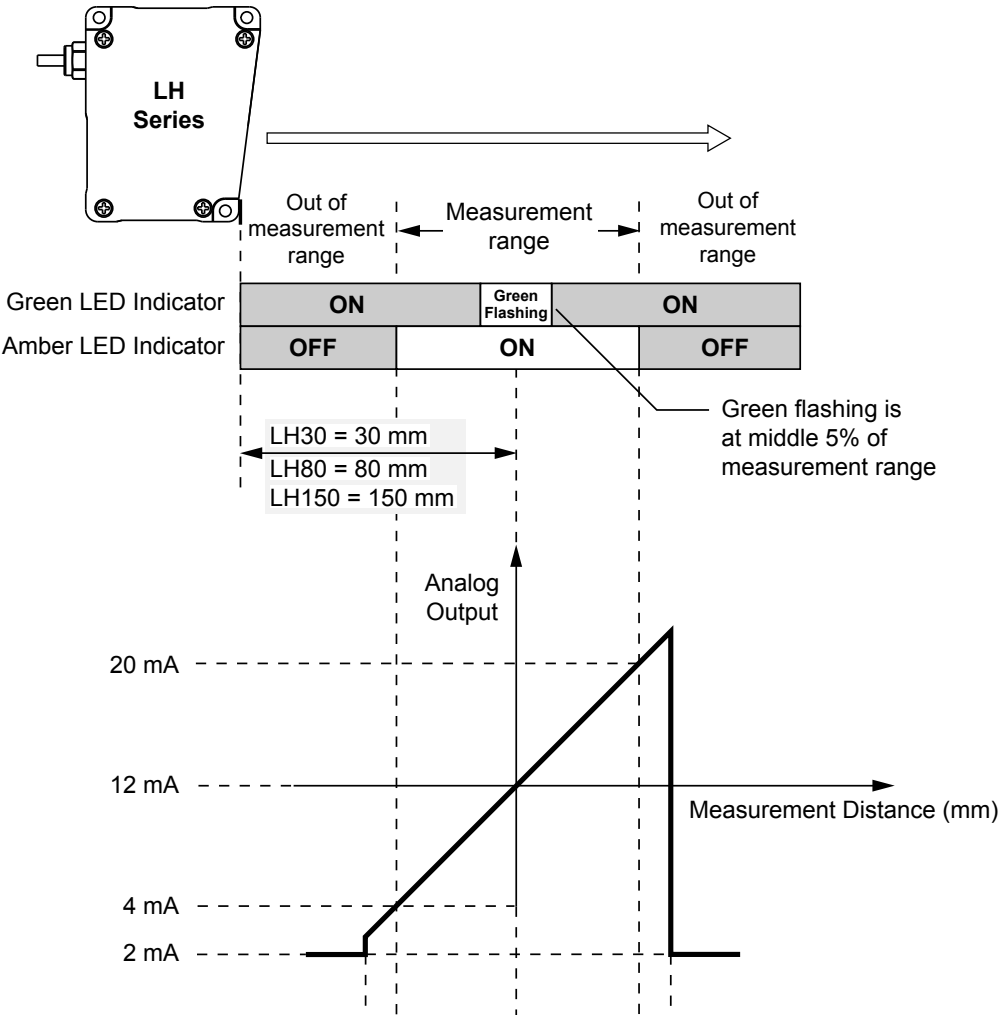 LH
Series
Out of
measurement
range
Measurement
range
Out of
measurement
range
Green LED Indicator
ON
Green
Flashing
ON
Amber LED Indicator
OFF
ON
OFF
Green flashing is
at middle 5% of
measurement range
LH30 = 30 mm
LH80 = 80 mm
LH150 = 150 mm
Analog
Output
20 mA
12 mA
Measurement Distance (mm)
4 mA
2 mA